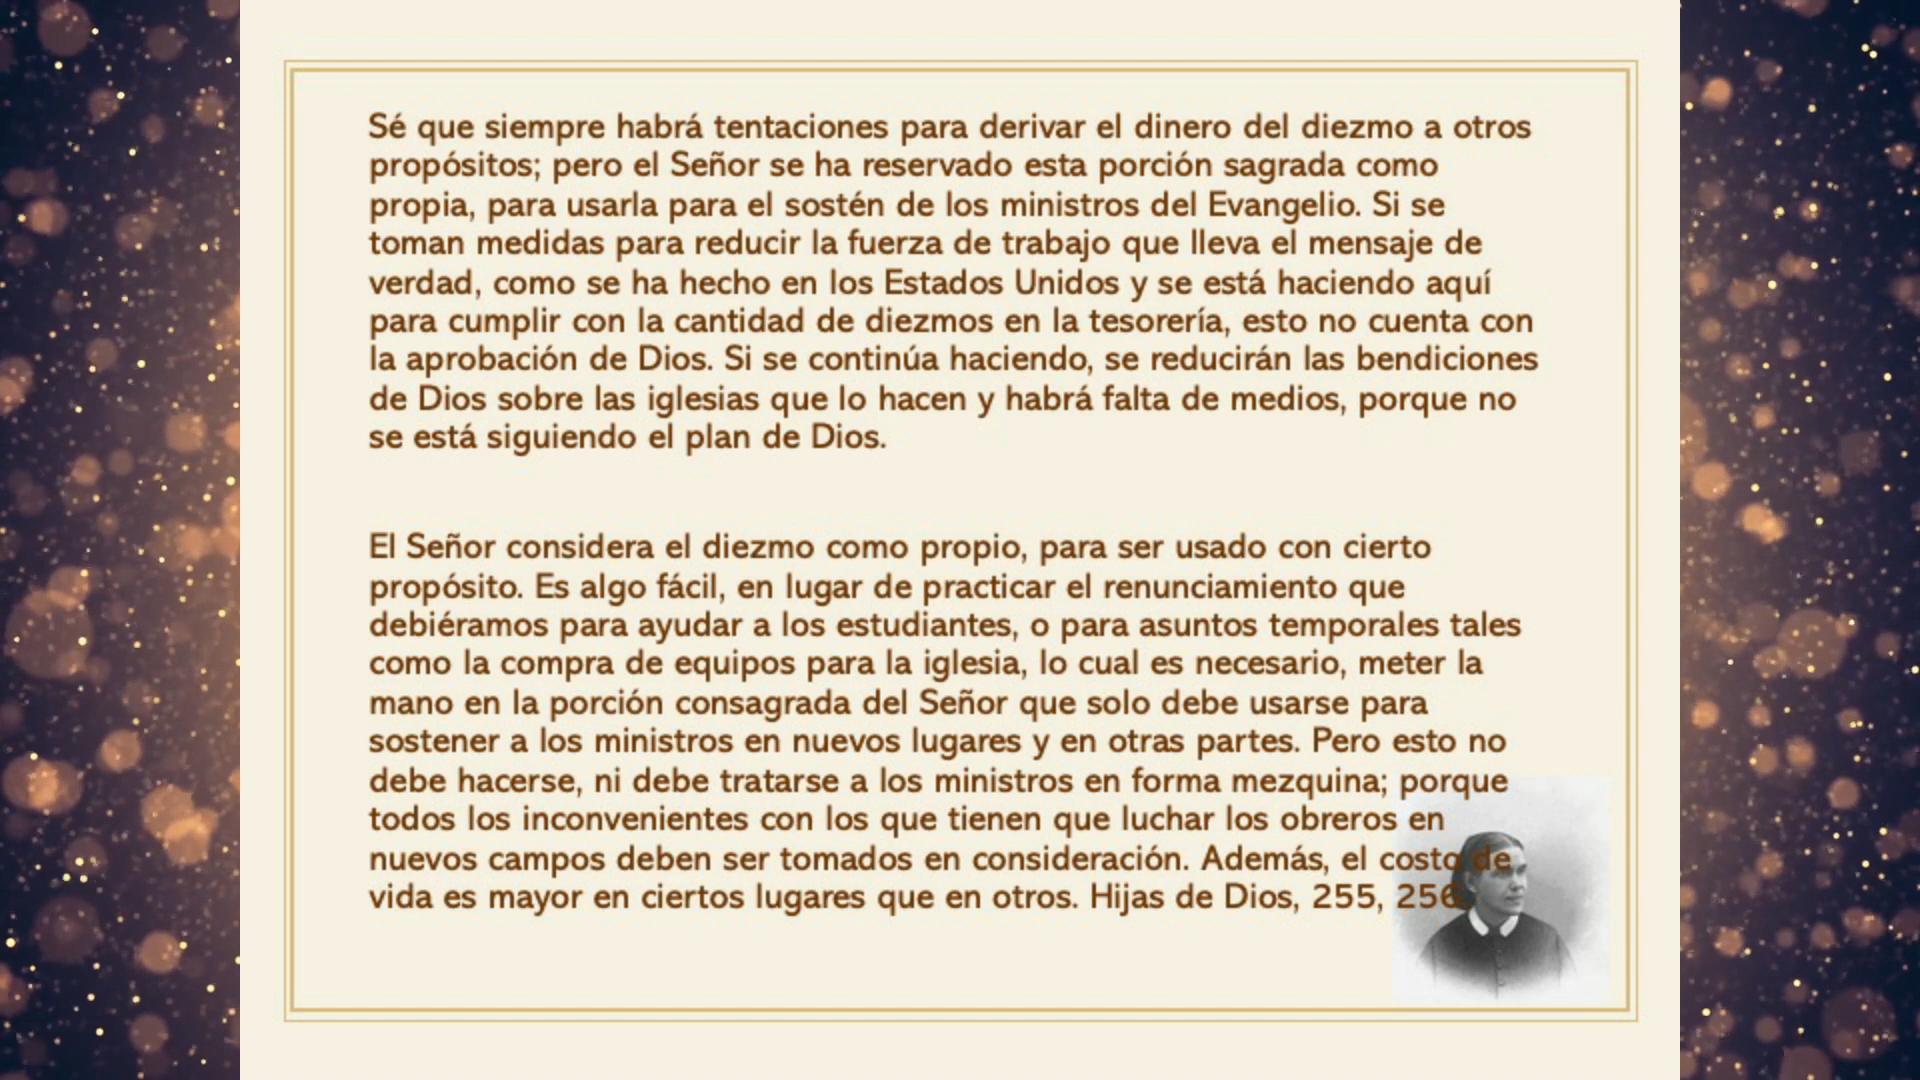 Sé que siempre habrá tentaciones para derivar el dinero del diezmo a otros
propósitos; pero el Señor se ha reservado esta porción sagrada como
propia, para usarla para el sostén de los ministros del Evangelio. Si se
toman medidas para reducir la fuerza de trabajo que lleva el mensaje de
verdad, como se ha hecho en los Estados Unidos y se está haciendo aquí
para cumplir con la cantidad de diezmos en la tesorería, esto no cuenta con
la aprobación de Dios. Si se continúa haciendo, se reducirán las bendiciones
de Dios sobre las iglesias que lo hacen y habrá falta de medios, porque no
se está siguiendo el plan de Dios.
El Señor considera el diezmo como propio, para ser usado con cierto
propósito. Es algo fácil, en lugar de practicar el renunciamiento que
debiéramos para ayudar a los estudiantes, o para asuntos temporales tales
como la compra de equipos para la iglesia, lo cual es necesario, meter la
mano en la porción consagrada del Señor que solo debe usarse para
sostener a los ministros en nuevos lugares y en otras partes. Pero esto no
debe hacerse, ni debe tratarse a los ministros en forma mezquina; porque
todos los inconvenientes con los que tienen que luchar los obreros en
nuevos campos deben ser tomados en consideración. Además, el costo de
vida es mayor en ciertos lugares que en otros. Hijas de Dios, 255, 256.